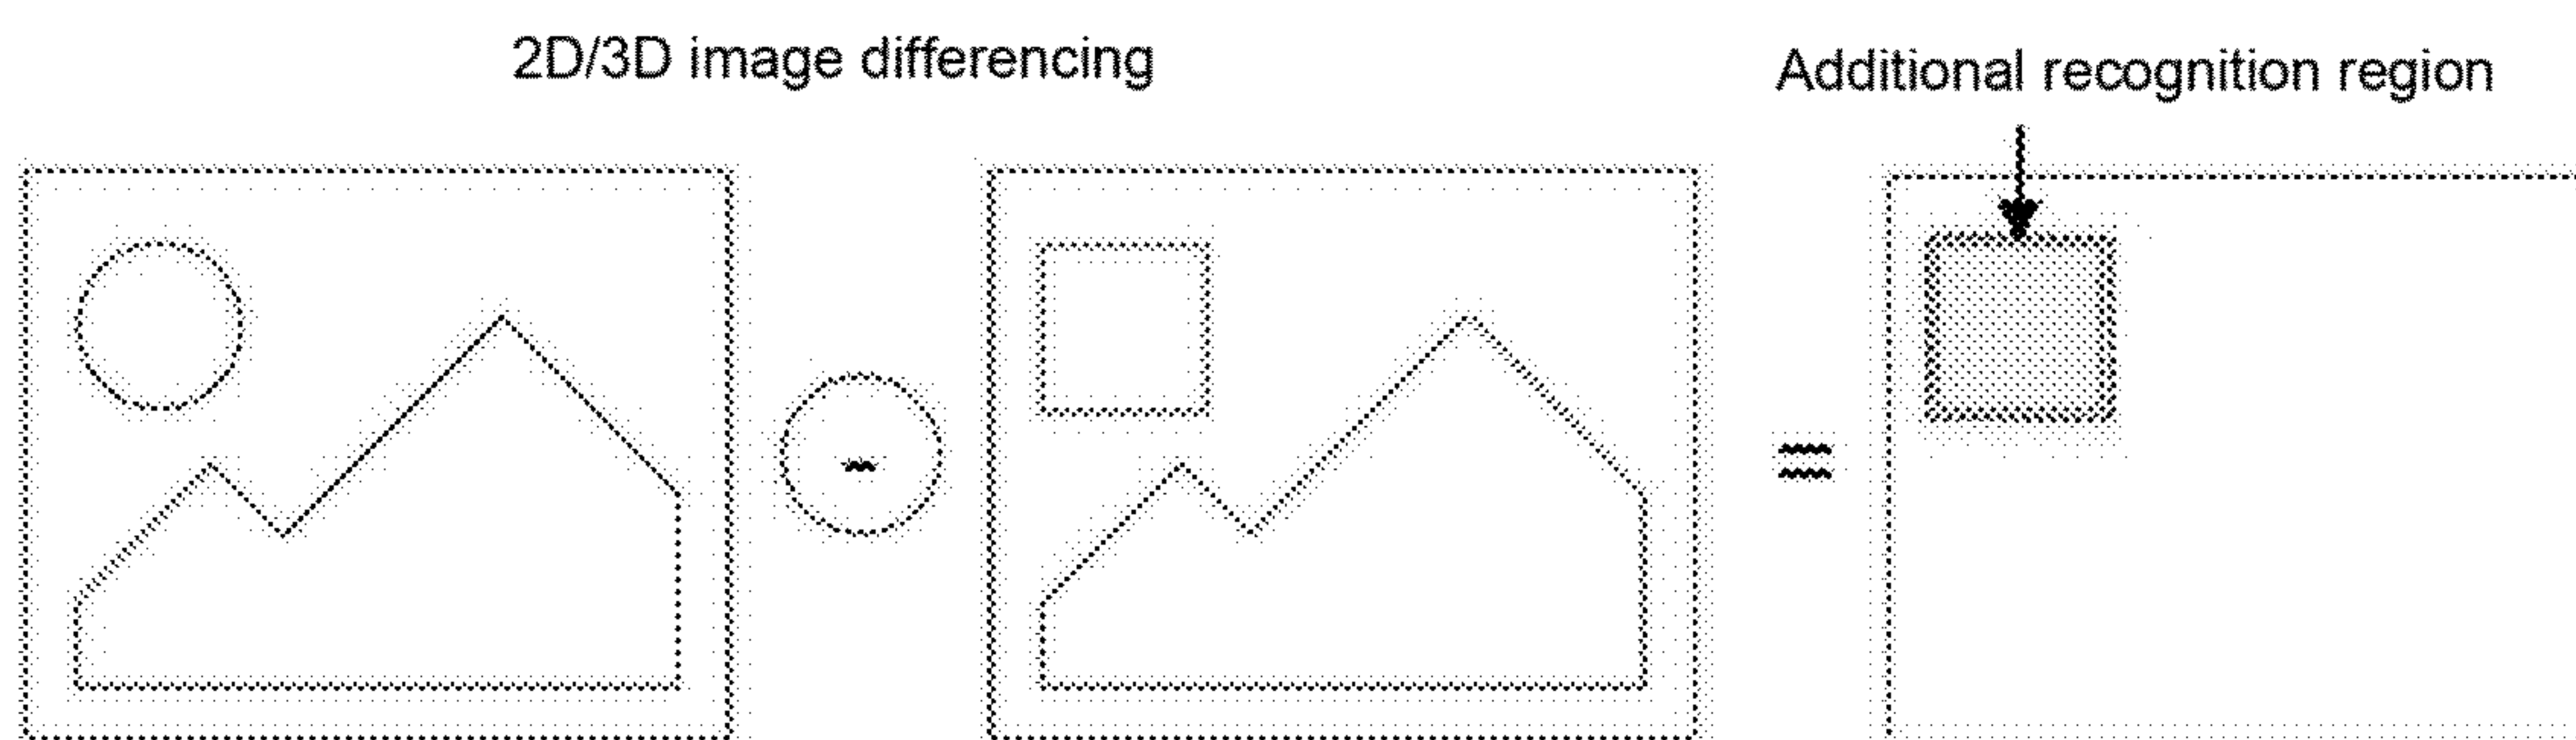 2D/3D image differencing
Additional recognition region
-
=